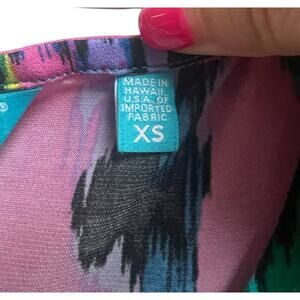 ®
MADE IN
HAWAII,
U.S.A. OF
IMPORTED
FABRIC
XS